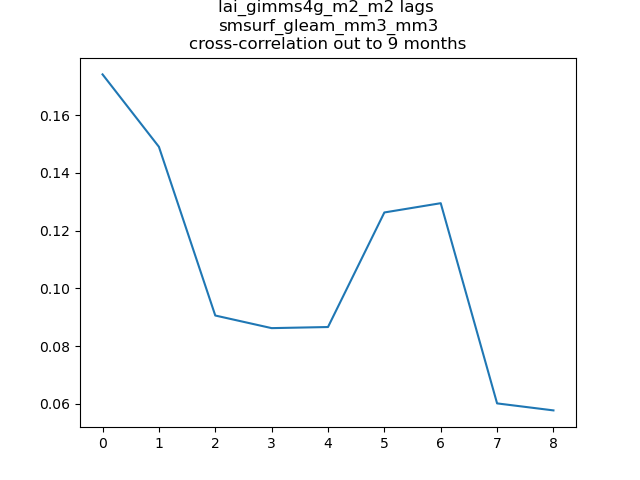 lai_gimms4g_m2_m2 lags
smsurf_gleam_mm3_mm3
cross-correlation out to 9 months
0.16
0.14
0.12
0.10
0.08
0.06
0 1 2 3 4 5 6 7 8